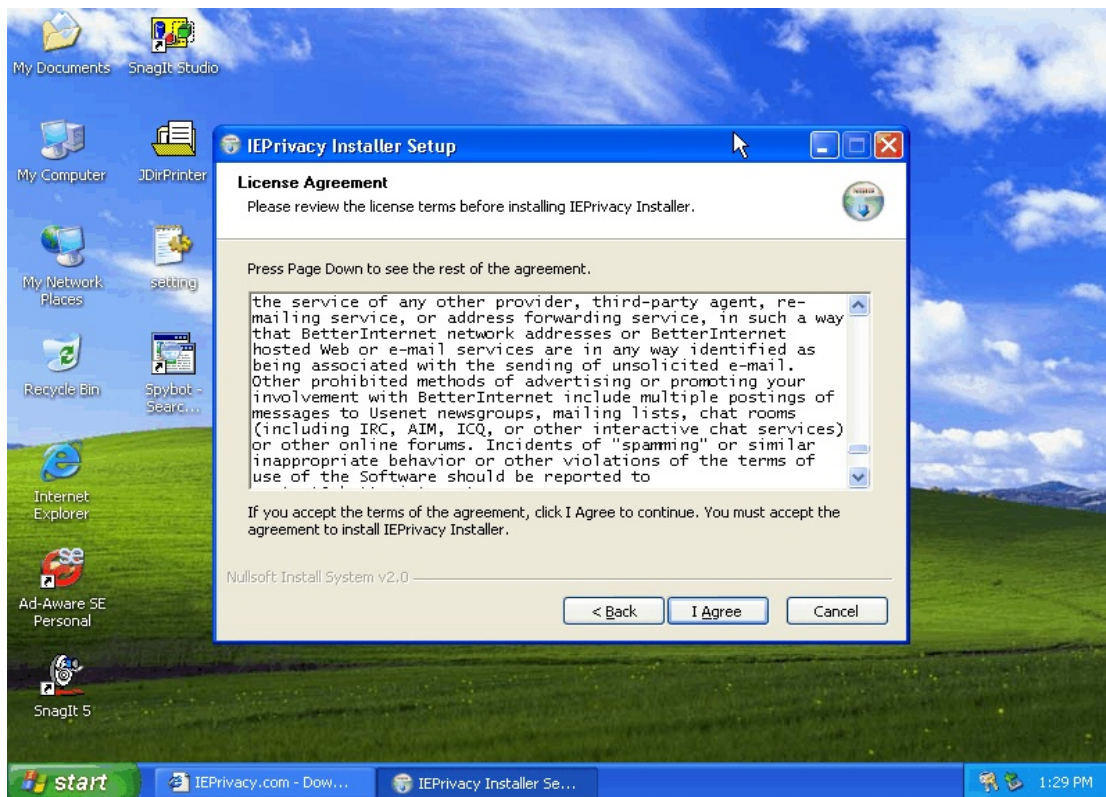 My Documents
SnagIt Studio
My Computer
JDirPrinter
My Network
Places
setting
Recycle Bin
Spybot -
Searc...
Internet
Explorer
Ad-Aware SE
Personal
SnagIt 5
IEPrivacy Installer Setup
License Agreement
Please review the license terms before installing IEPrivacy Installer.
Press Page Down to see the rest of the agreement.
the service of any other provider, third-party agent, re-
mailing service, or address forwarding service, in such a way
that BetterInternet network addresses or BetterInternet
hosted Web or e-mail services are in any way identified as
being associated with the sending of unsolicited e-mail.
Other prohibited methods of advertising or promoting your
involvement with BetterInternet include multiple postings of
messages to Usenet newsgroups, mailing lists, chat rooms
(including IRC, AIM, ICQ, or other interactive chat services)
or other online forums. Incidents of "spamming" or similar
inappropriate behavior or other violations of the terms of
use of the Software should be reported to
If you accept the terms of the agreement, click I Agree to continue. You must accept the
agreement to install IEPrivacy Installer.
Nullsoft Install System v2.0
< Back
I Agree
Cancel
start
IEPrivacy.com - Dow...
IEPrivacy Installer Se...
1:29 PM